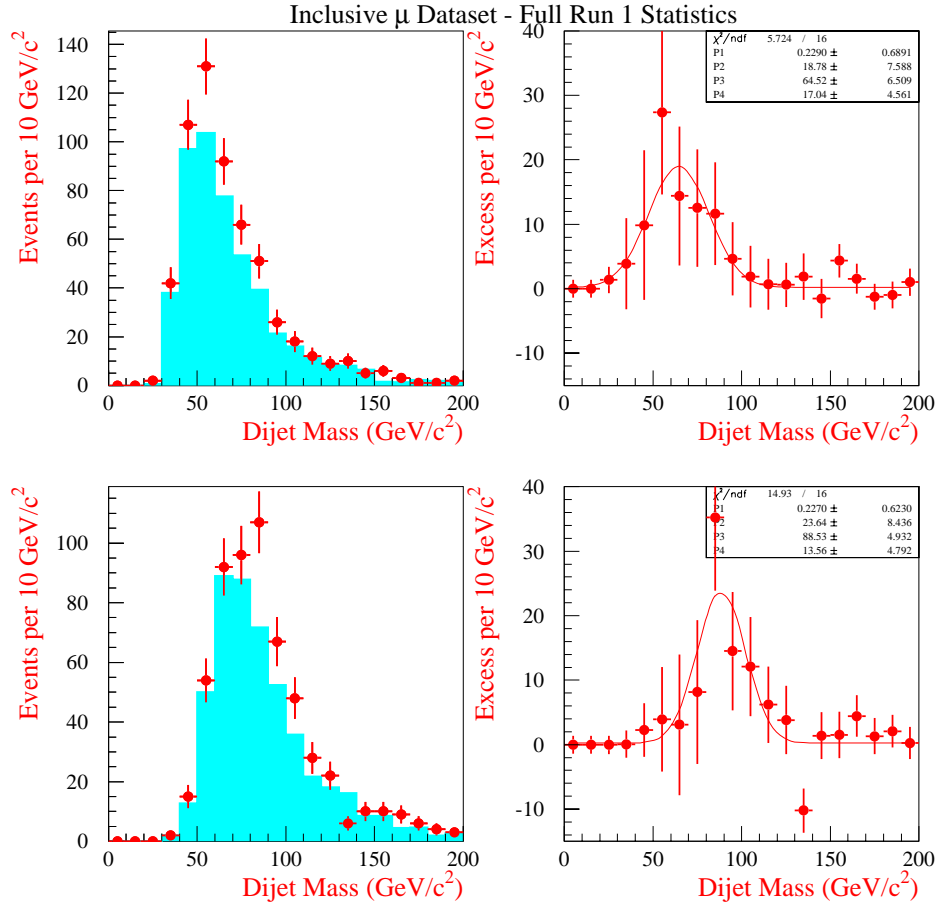 Inclusive μ Dataset - Full Run 1 Statistics
Events per 10 GeV/c²
140
120
100
80
60
40
20
0
0 50 100 150 200
Dijet Mass (GeV/c²)
Excess per 10 GeV/c²
40
30
20
10
0
-10
χ²/ndf 5.724 / 16
P1 0.2290 ± 0.6891
P2 18.78 ± 7.588
P3 64.52 ± 6.509
P4 17.04 ± 4.561
0 50 100 150 200
Dijet Mass (GeV/c²)
Events per 10 GeV/c²
100
80
60
40
20
0
0 50 100 150 200
Dijet Mass (GeV/c²)
Excess per 10 GeV/c²
40
30
20
10
0
-10
χ²/ndf 14.93 / 16
P1 0.2270 ± 0.6230
P2 23.64 ± 8.436
P3 88.53 ± 4.932
P4 13.56 ± 4.792
0 50 100 150 200
Dijet Mass (GeV/c²)